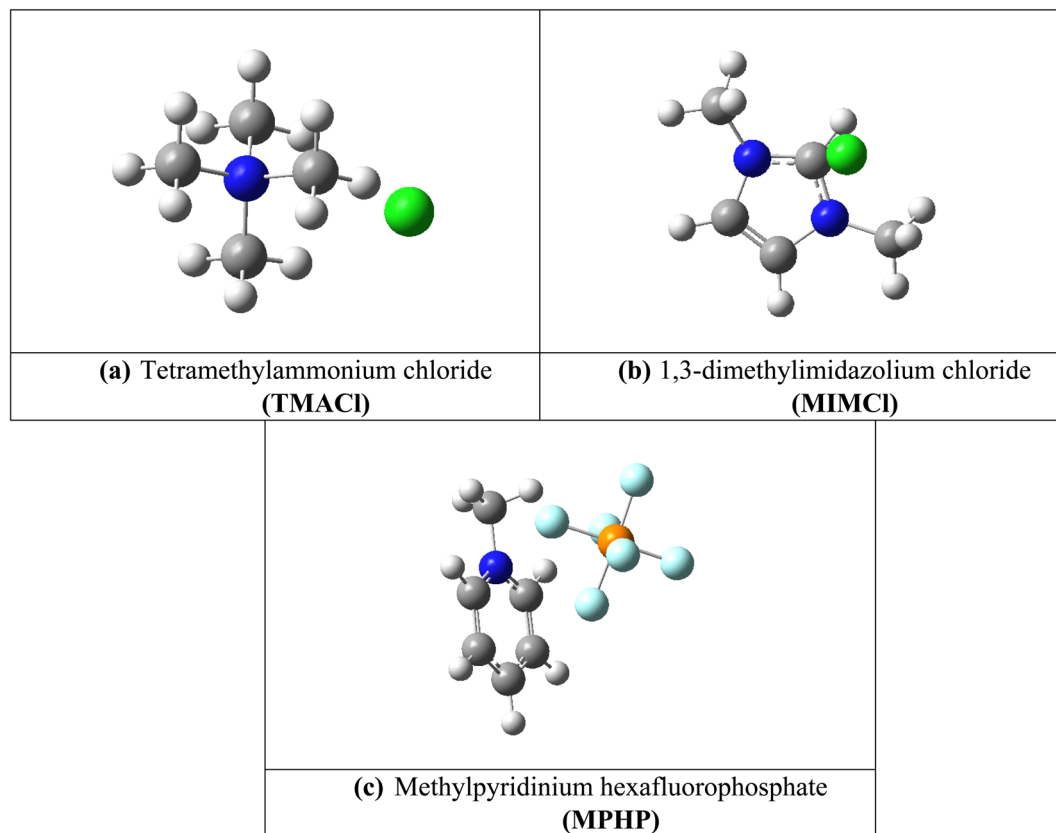 (a) Tetramethylammonium chloride
(TMACl)
(b) 1,3-dimethylimidazolium chloride
(MIMCl)
(c) Methylpyridinium hexafluorophosphate
(MPHP)